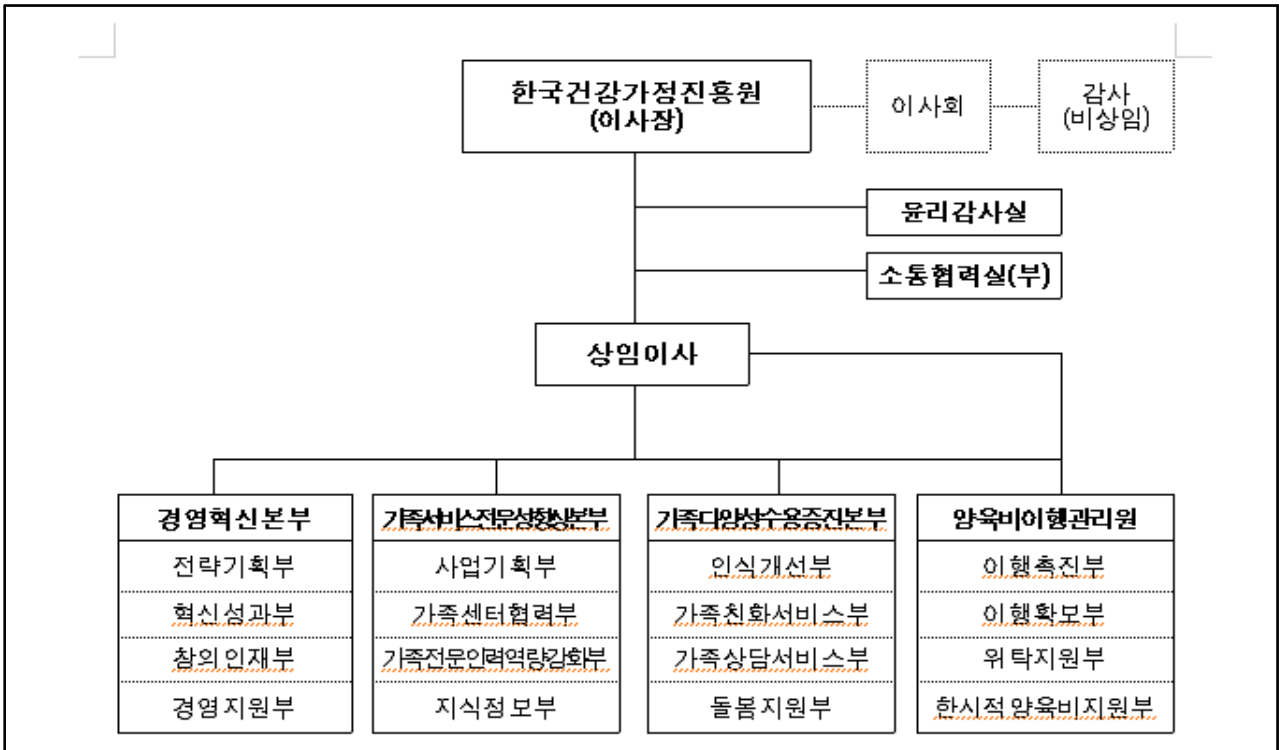 한국건강가정진흥원
(이사장)
이사회
감사
(비상임)
윤리감사실
소통협력실(부)
상임이사
경영혁신본부
가족서비스전문성향상본부
가족다양성수용증진본부
양육비이행관리원
전략기획부
사업기획부
인식개선부
이행촉진부
혁신성과부
가족센터협력부
가족친화서비스부
이행확보부
참의인재부
가족전문인력역량강화부
가족상담서비스부
위탁지원부
경영지원부
지식정보부
돌봄지원부
한시적양육비지원부